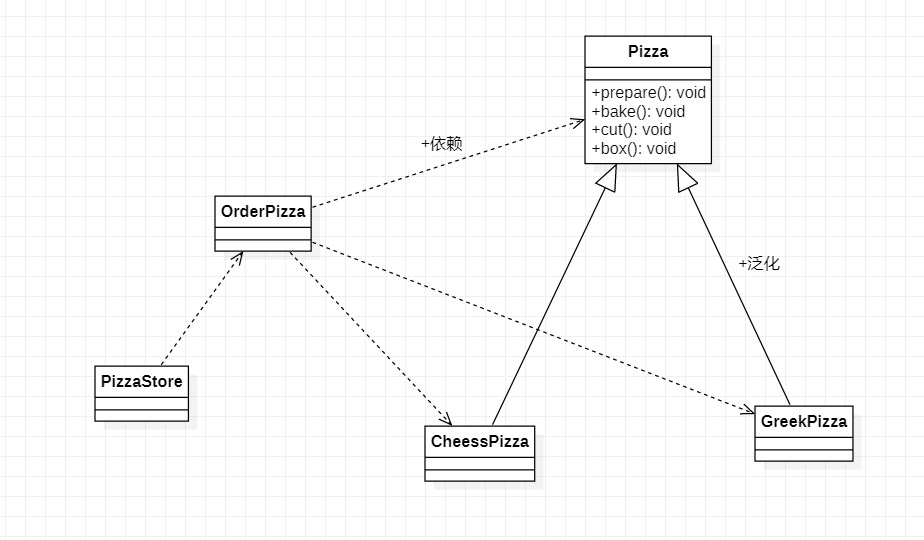 Pizza
+prepare(): void
+bake(): void
+cut(): void
+box(): void
+依赖
OrderPizza
+泛化
PizzaStore
CheessPizza
GreekPizza